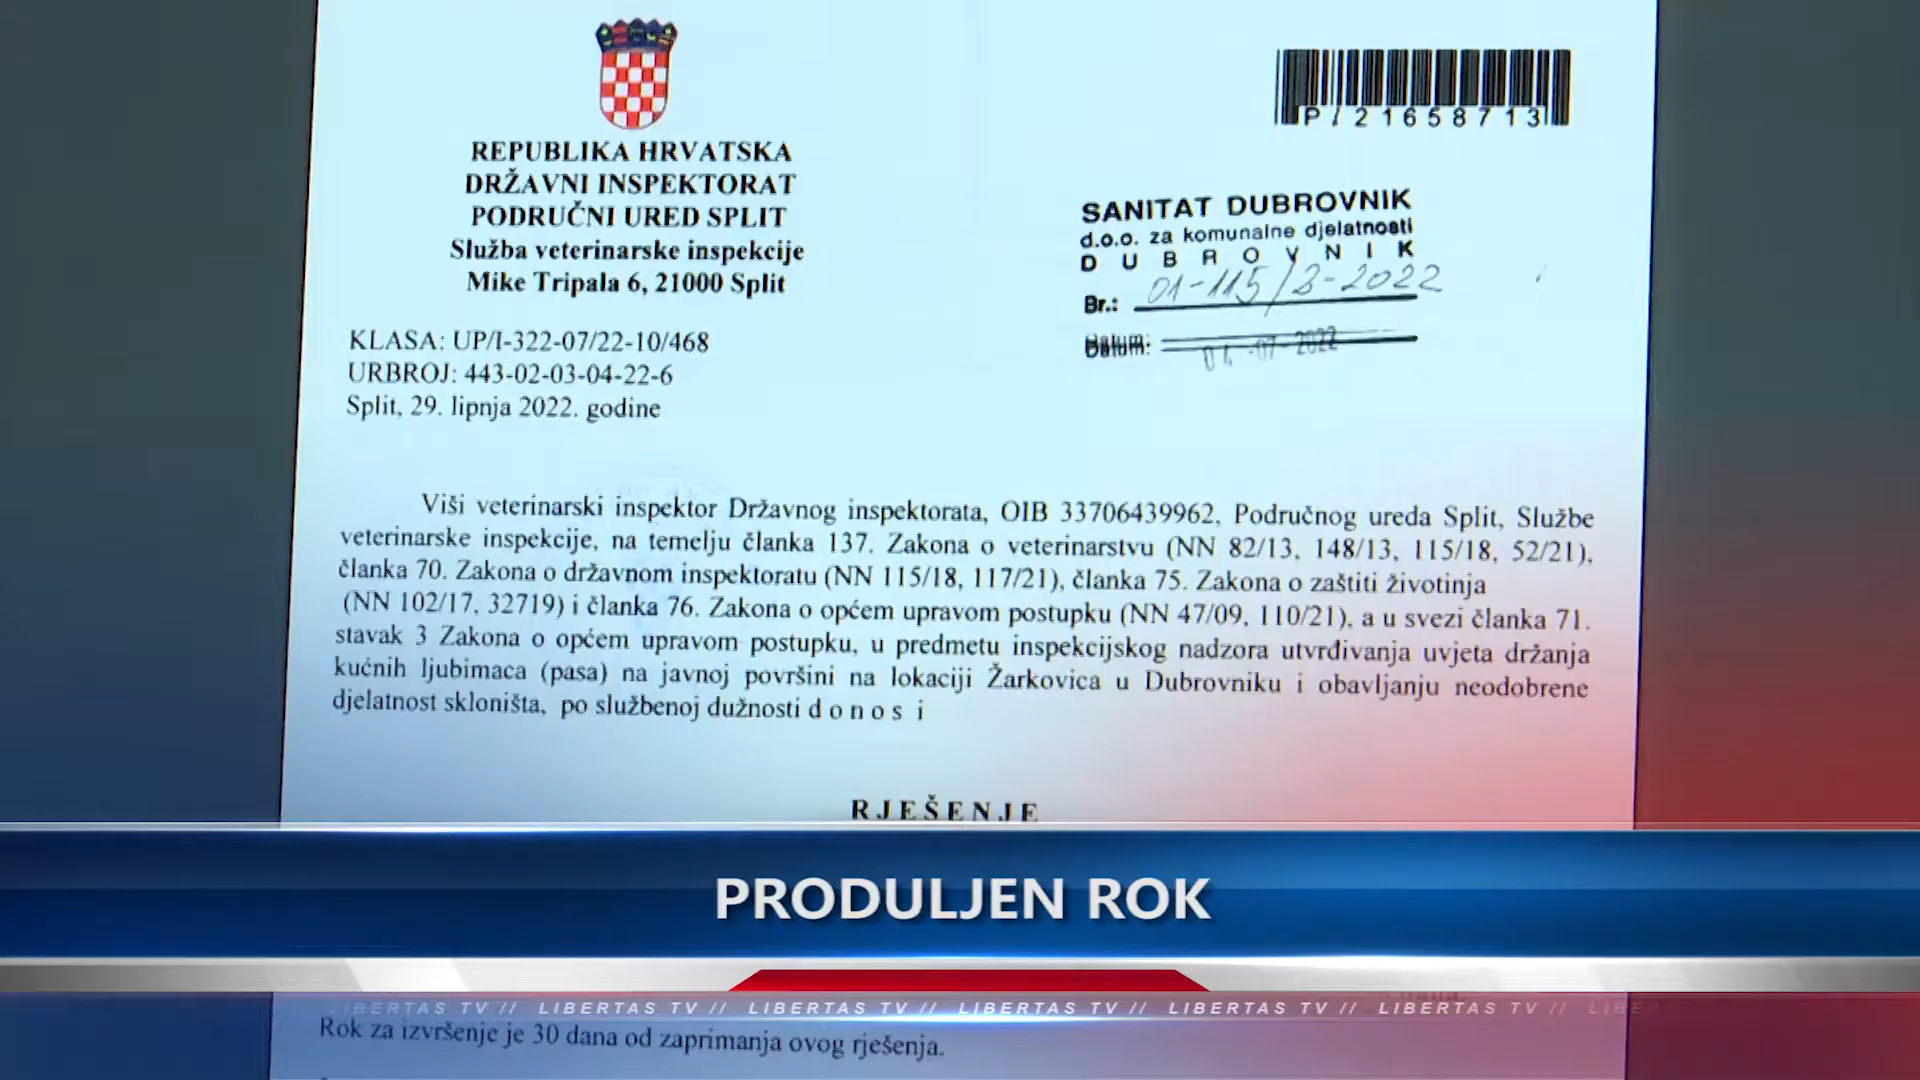 REPUBLIKA HRVATSKA
DRŽAVNI INSPEKTORAT
PODRUČNI URED SPLIT
Služba veterinarske inspekcije
Mike Tripala 6, 21000 Split
P/21658713
SANITAT DUBROVNIK
d.o.o. za komunalne djelatnosti
DUBROVNIK
Br.: 01-115/3-2022
Datum: 04-07-2022
KLASA: UP/I-322-07/22-10/468
URBROJ: 443-02-03-04-22-6
Split, 29. lipnja 2022. godine
Viši veterinarski inspektor Državnog inspektorata, OIB 33706439962, Područnog ureda Split, Službe
veterinarske inspekcije, na temelju članka 137. Zakona o veterinarstvu (NN 82/13, 148/13, 115/18, 52/21),
članka 70. Zakona o državnom inspektoratu (NN 115/18, 117/21), članka 75. Zakona o zaštiti životinja
(NN 102/17, 32719) i članka 76. Zakona o općem upravom postupku (NN 47/09, 110/21), a u svezi članka 71.
stavak 3 Zakona o općem upravom postupku, u predmetu inspekcijskog nadzora utvrđivanja uvjeta držanja
kućnih ljubimaca (pasa) na javnoj površini na lokaciji Žarkovica u Dubrovniku i obavljanju neodobrene
djelatnost skloništa, po službenoj dužnosti d o n o s i
RJEŠENJE
PRODULJEN ROK
LIBERTAS TV // LIBERTAS TV // LIBERTAS TV // LIBERTAS TV // LIBERTAS TV // LIBERTAS TV //
Rok za izvršenje je 30 dana od zaprimanja ovog rješenja.